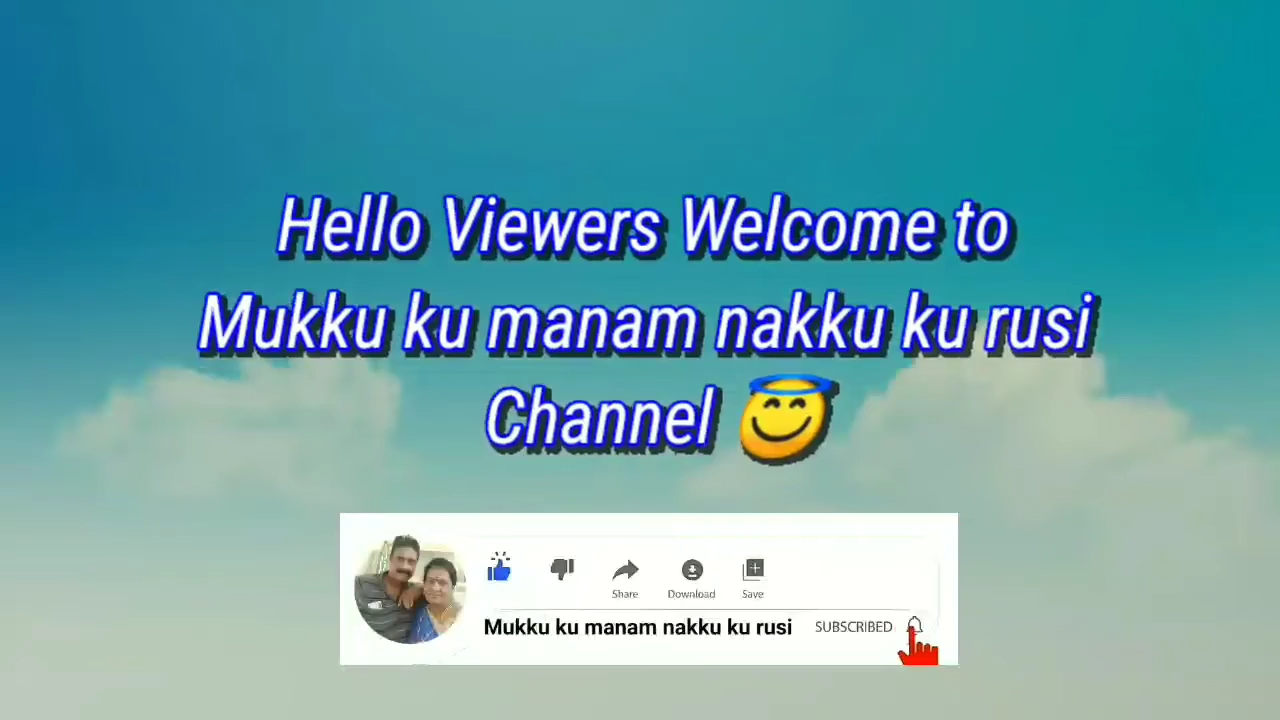 Hello Viewers Welcome to
Mukku ku manam nakku ku rusi
Channel 😇
Share Download Save
Mukku ku manam nakku ku rusi SUBSCRIBED